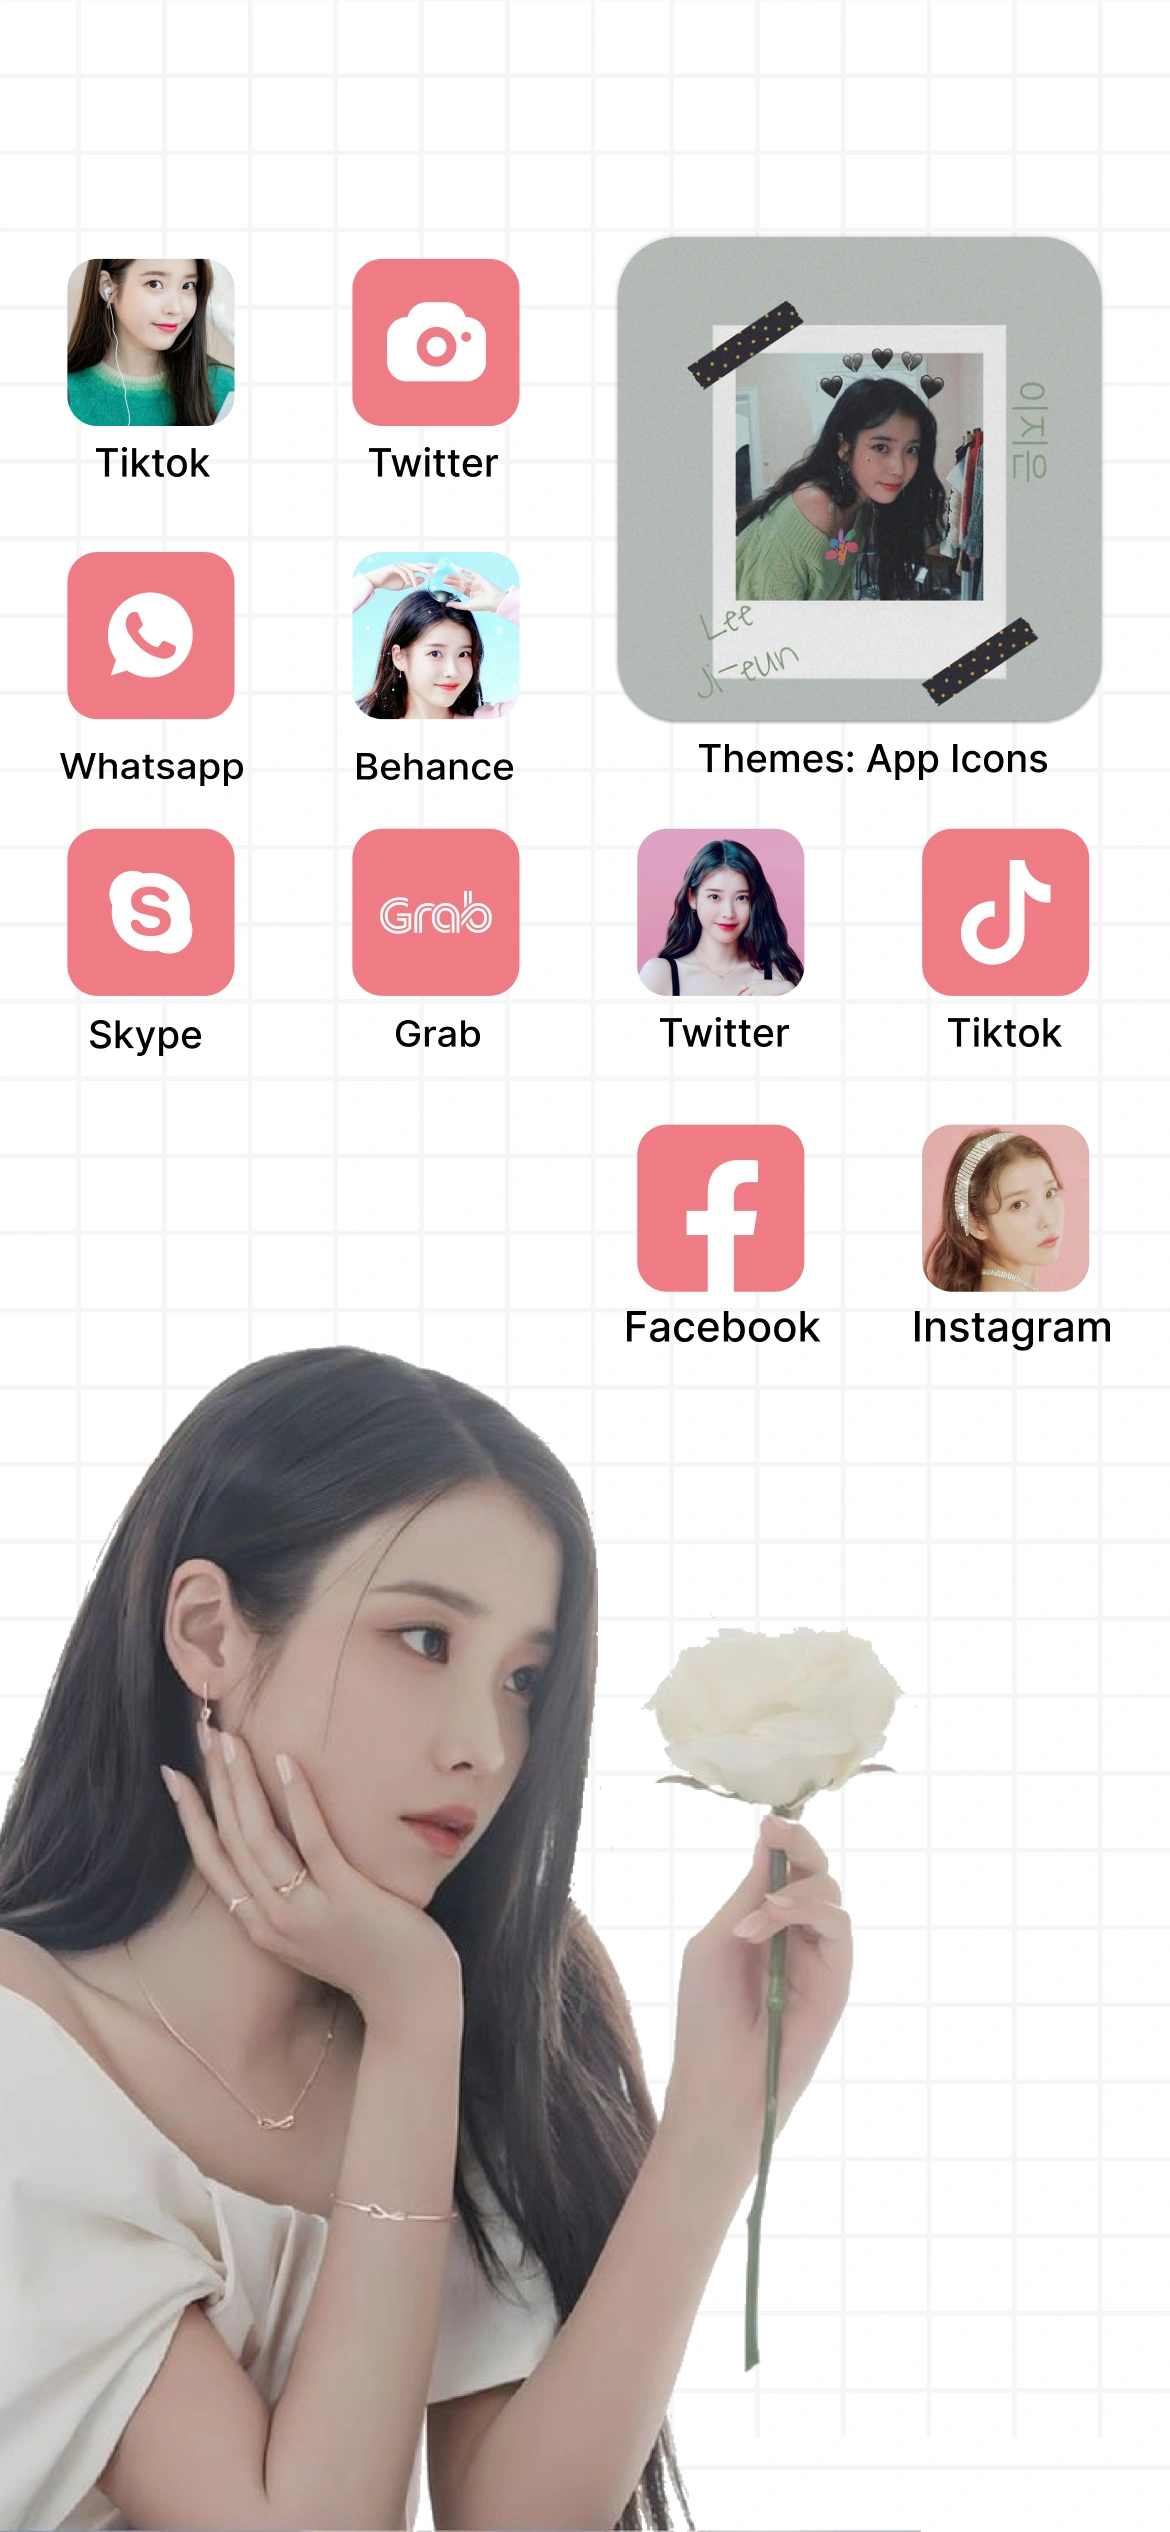 Tiktok
Twitter
이지은
Lee
Ji-eun
Whatsapp
Behance
Themes: App Icons
S
Grab
Skype
Grab
Twitter
Tiktok
f
Facebook
Instagram